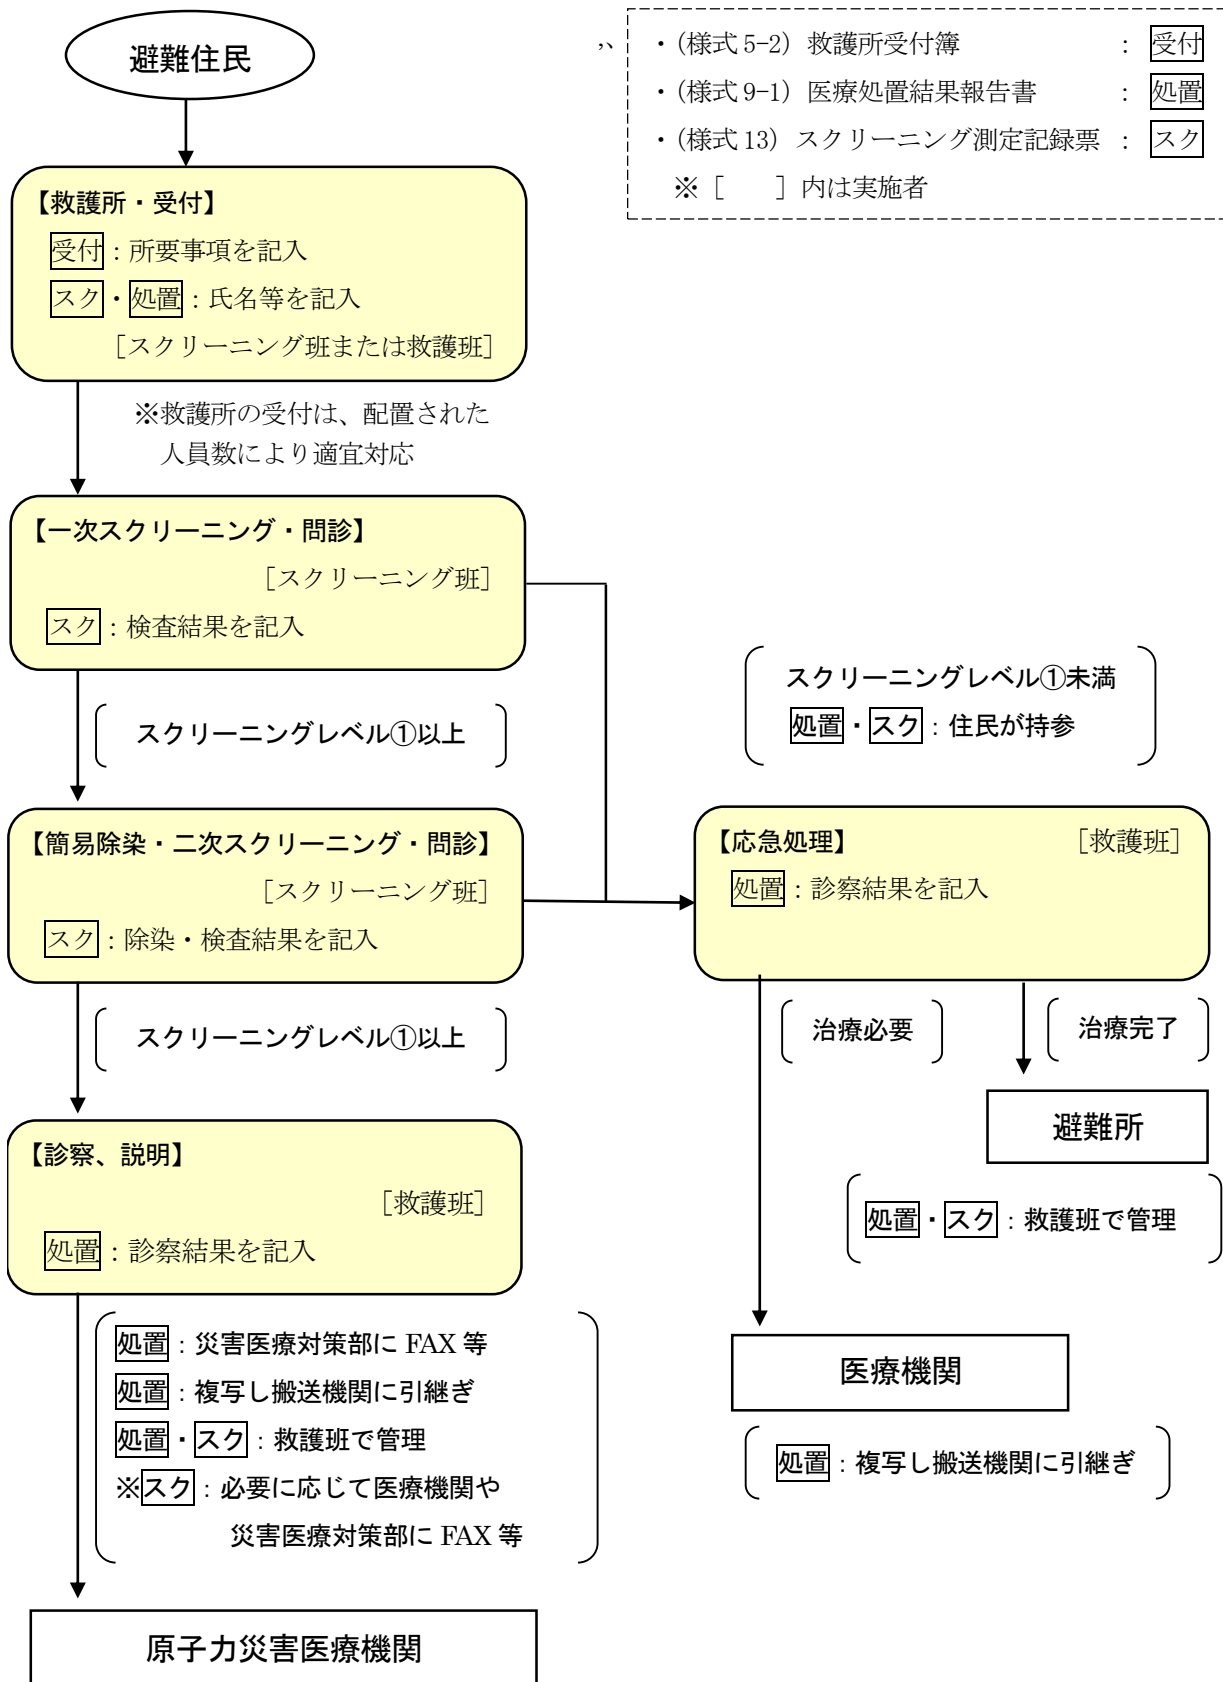 避難住民
・(様式 5-2) 救護所受付簿 : 受付
・(様式 9-1) 医療処置結果報告書 : 処置
・(様式 13) スクリーニング測定記録票 : スク
※［　　］内は実施者
【救護所・受付】
受付：所要事項を記入
スク・処置：氏名等を記入
［スクリーニング班または救護班］
※救護所の受付は、配置された
人員数により適宜対応
【一次スクリーニング・問診】
［スクリーニング班］
スク：検査結果を記入
スクリーニングレベル①以上
スクリーニングレベル①未満
処置・スク：住民が持参
【簡易除染・二次スクリーニング・問診】
［スクリーニング班］
スク：除染・検査結果を記入
【応急処理】　［救護班］
処置：診察結果を記入
スクリーニングレベル①以上
治療必要
治療完了
避難所
処置・スク：救護班で管理
【診察、説明】
［救護班］
処置：診察結果を記入
処置：災害医療対策部に FAX 等
処置：複写し搬送機関に引継ぎ
処置・スク：救護班で管理
※スク：必要に応じて医療機関や
災害医療対策部に FAX 等
医療機関
処置：複写し搬送機関に引継ぎ
原子力災害医療機関